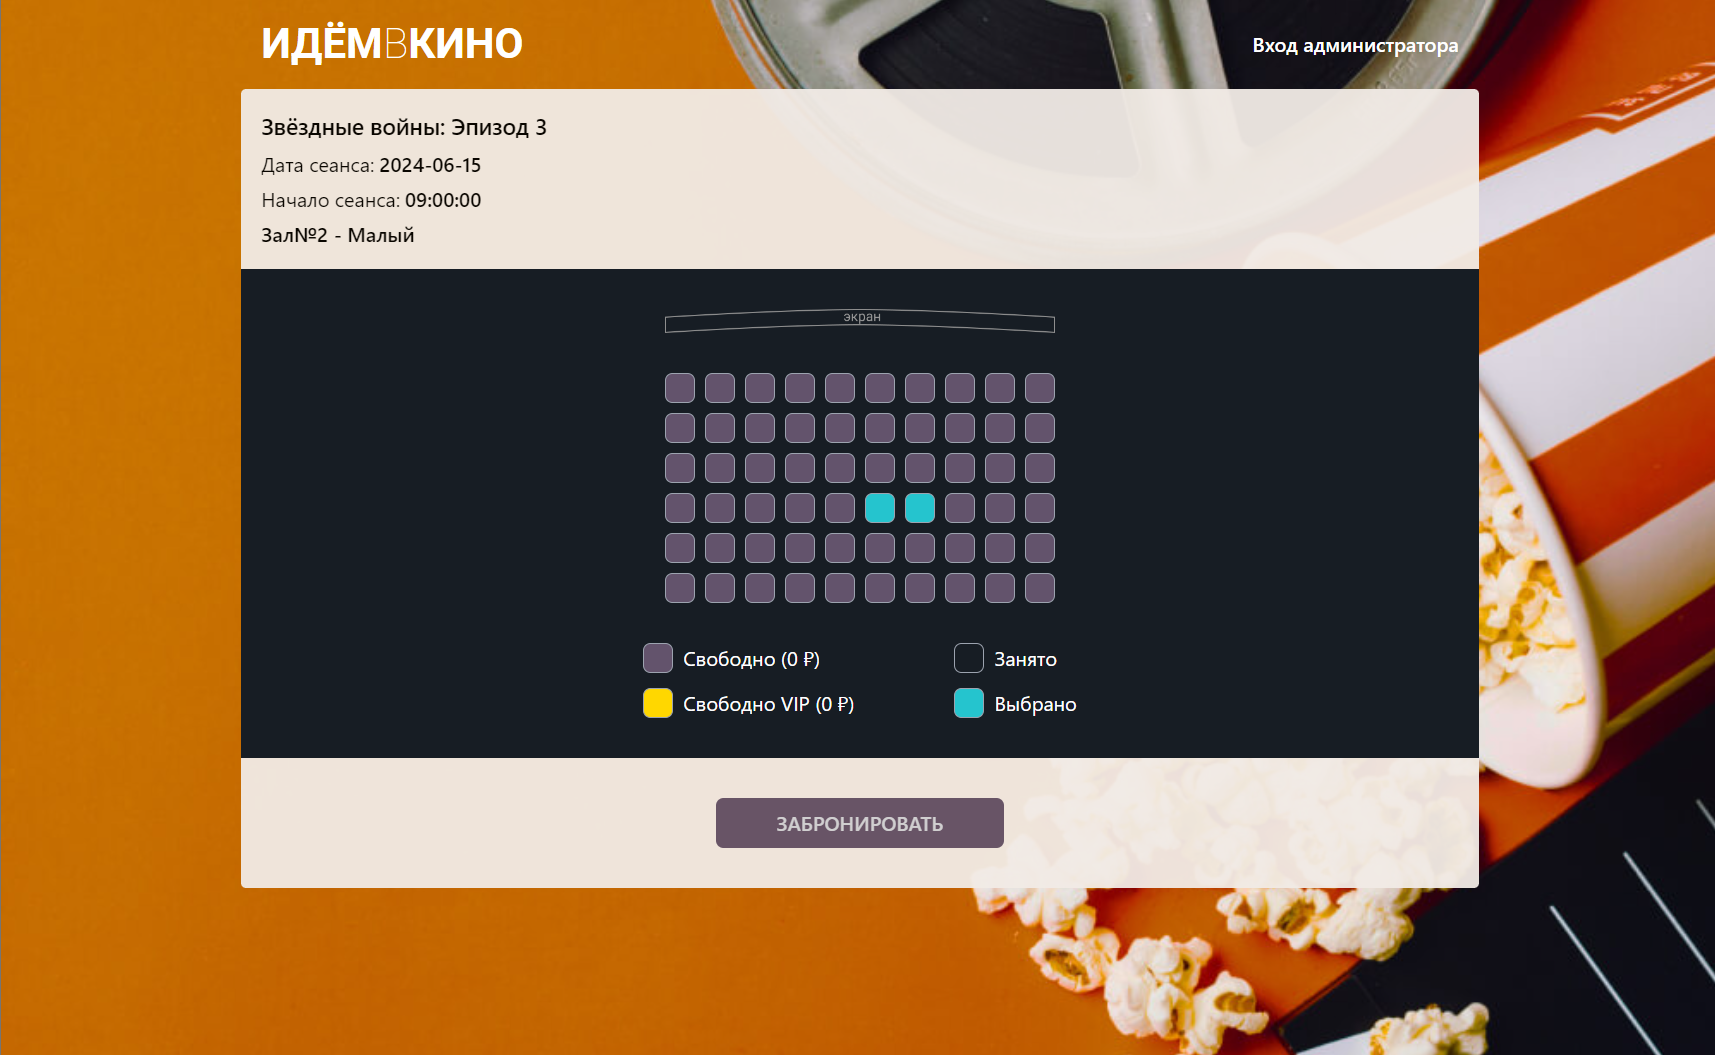 ИДЁМВКИНО
Вход администратора
Звёздные войны: Эпизод 3
Дата сеанса: 2024-06-15
Начало сеанса: 09:00:00
Зал№2 - Малый
экран
Свободно (0 ₽)
Занято
Свободно VIP (0 ₽)
Выбрано
ЗАБРОНИРОВАТЬ